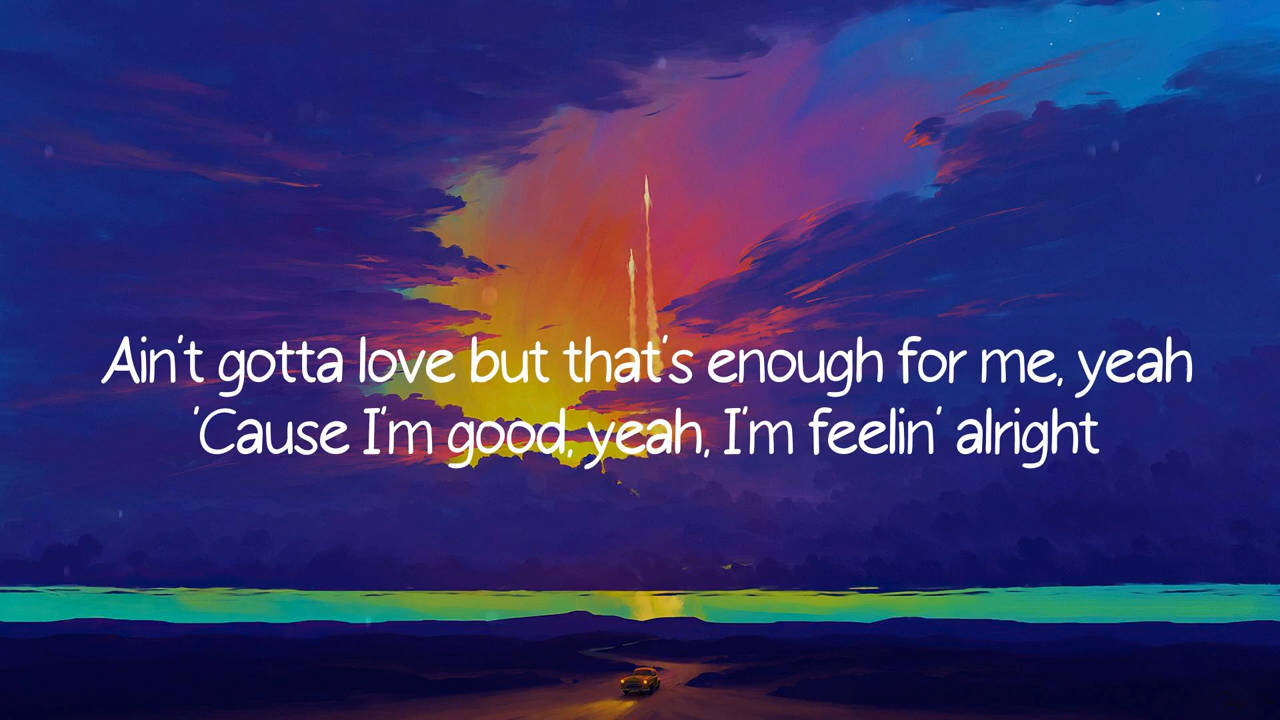 Ain't gotta love but that's enough for me, yeah
'Cause I'm good, yeah, I'm feelin' alright